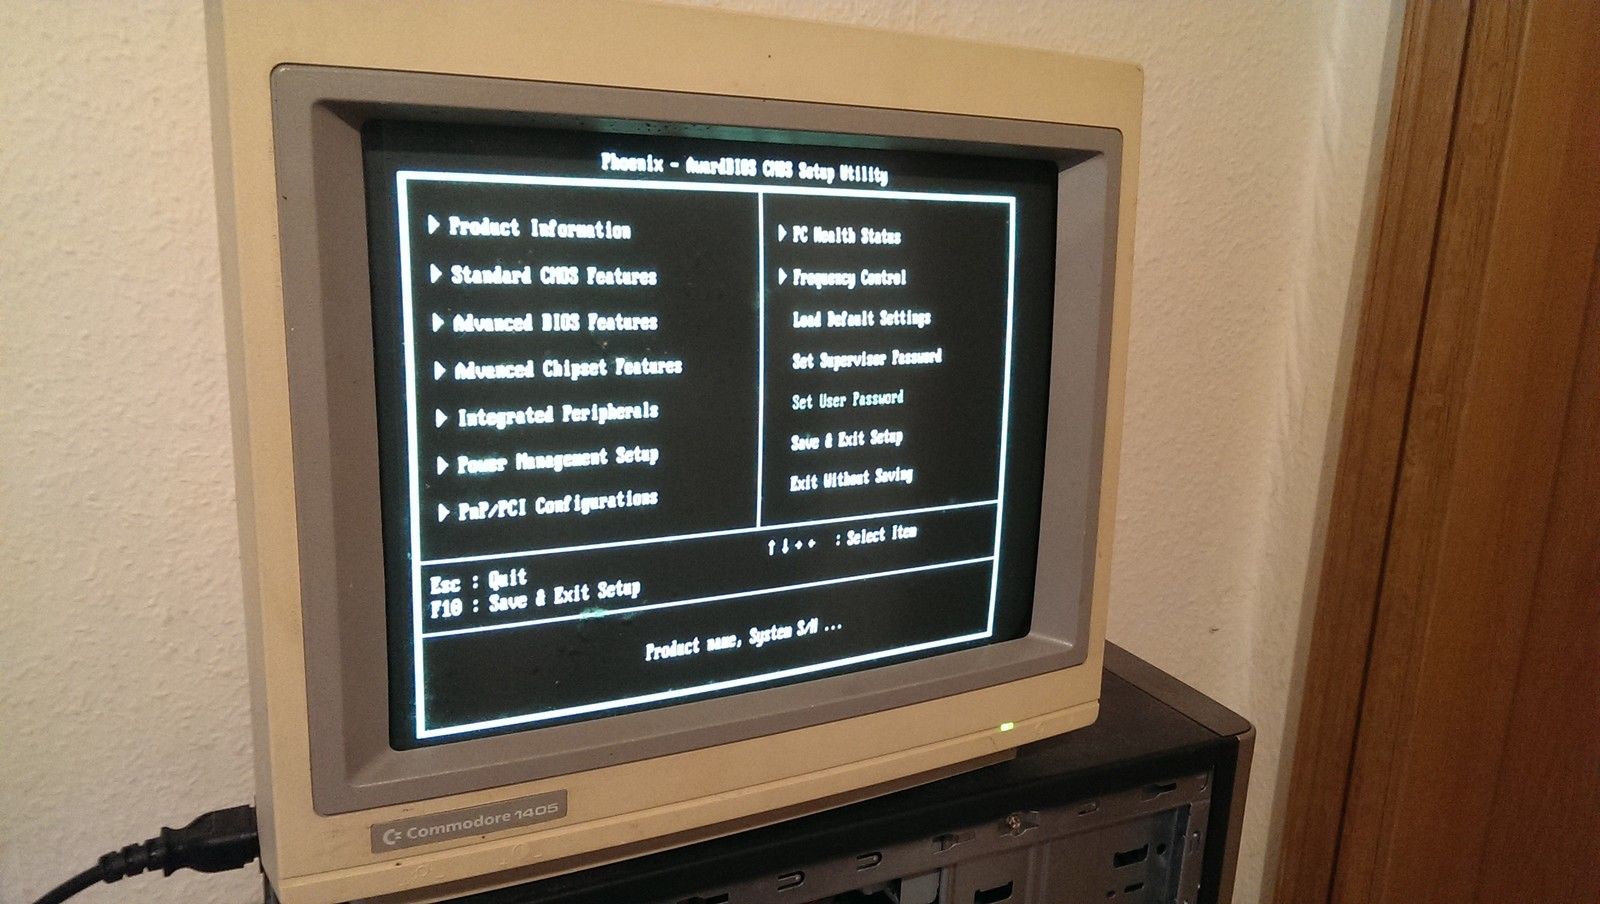 Phoenix - AwardBIOS CMOS Setup Utility
Product Information
Standard CMOS Features
Advanced BIOS Features
Advanced Chipset Features
Integrated Peripherals
Power Management Setup
PnP/PCI Configurations
PC Health Status
Frequency Control
Load Default Settings
Set Supervisor Password
Set User Password
Save & Exit Setup
Exit Without Saving
Esc : Quit
F10 : Save & Exit Setup
↑↓→← : Select Item
Product name, System S/N ...
Commodore 1405